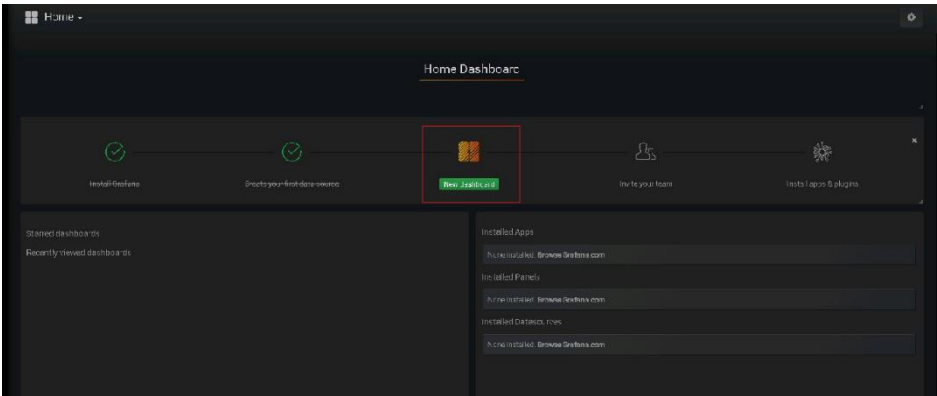 Home
Home Dashboard
Install Grafana
Create your first data source
New dashboard
Invite your team
Install apps & plugins
Starred dashboards
Recently viewed dashboards
Installed Apps
None installed. Browse Grafana.com
Installed Panels
None installed. Browse Grafana.com
Installed Datasources
None installed. Browse Grafana.com